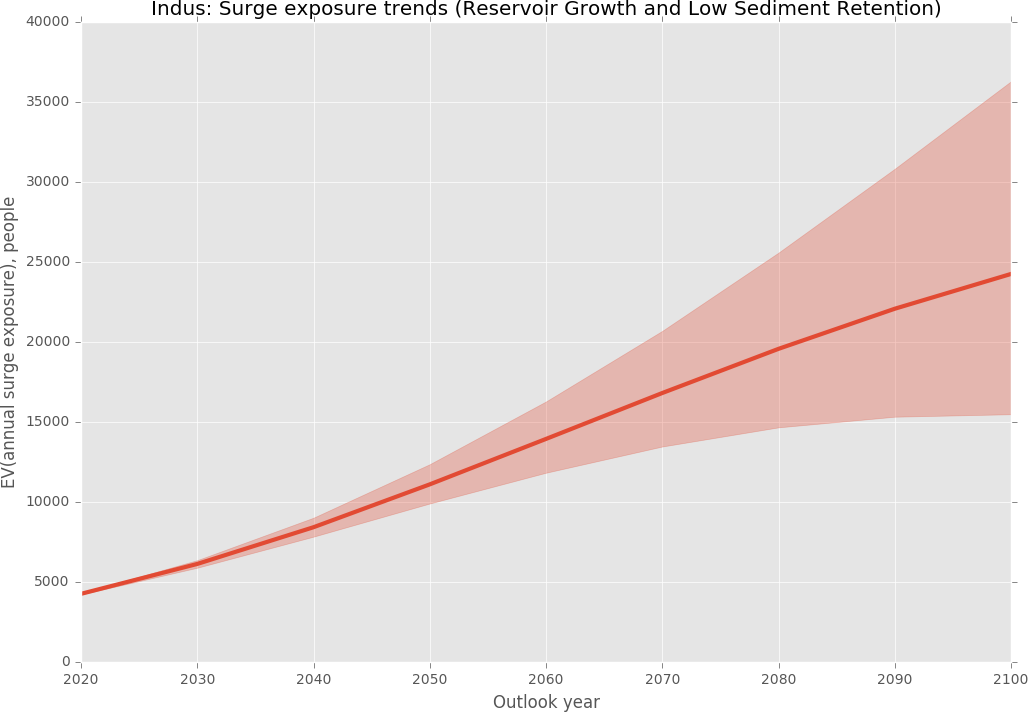 Indus: Surge exposure trends (Reservoir Growth and Low Sediment Retention)
40000
35000
30000
25000
20000
15000
10000
5000
0
EV(annual surge exposure), people
2020 2030 2040 2050 2060 2070 2080 2090 2100
Outlook year